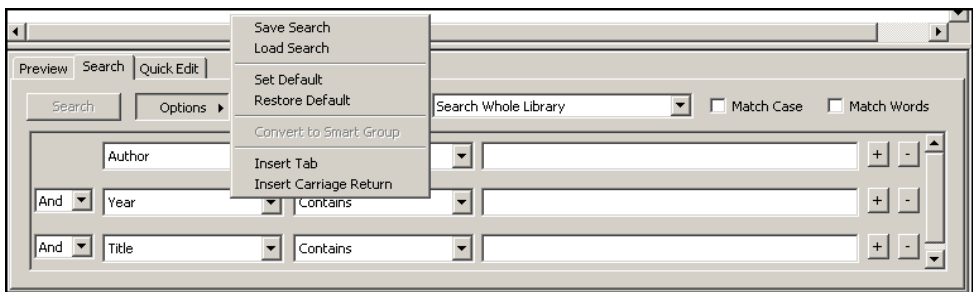 Save Search
Load Search
Set Default
Restore Default
Convert to Smart Group
Insert Tab
Insert Carriage Return
Preview Search Quick Edit
Search Options Search Whole Library Match Case Match Words
Author + -
And Year Contains + -
And Title Contains + -